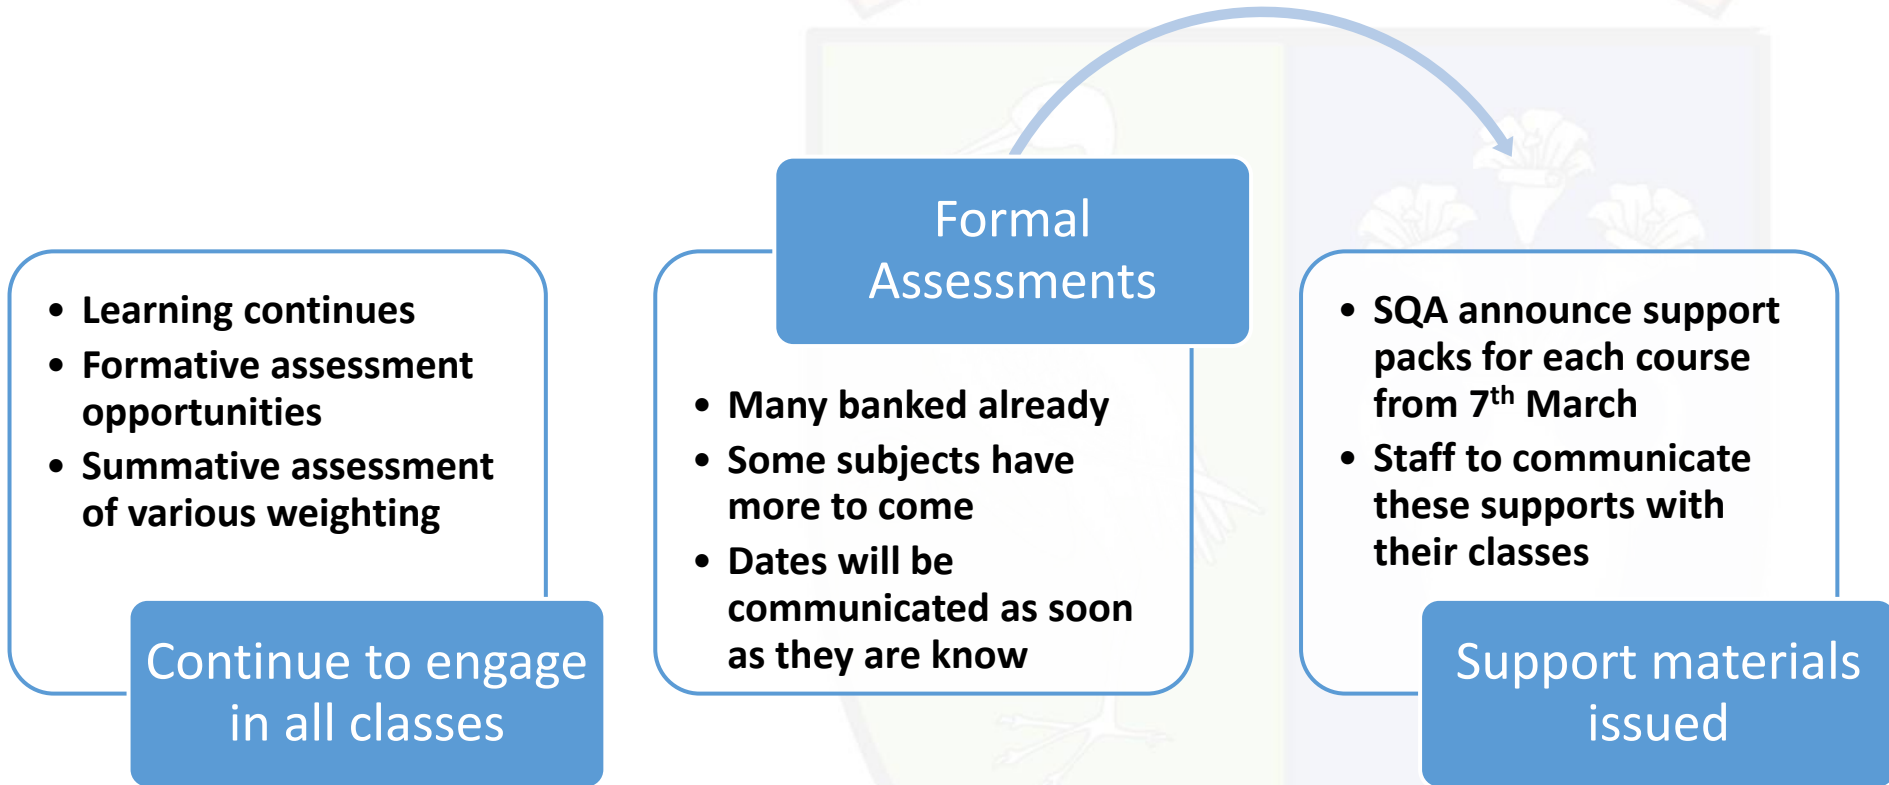 • Learning continues
• Formative assessment
opportunities
• Summative assessment
of various weighting
Continue to engage
in all classes
Formal
Assessments
• Many banked already
• Some subjects have
more to come
• Dates will be
communicated as soon
as they are know
• SQA announce support
packs for each course
from 7th March
• Staff to communicate
these supports with
their classes
Support materials
issued